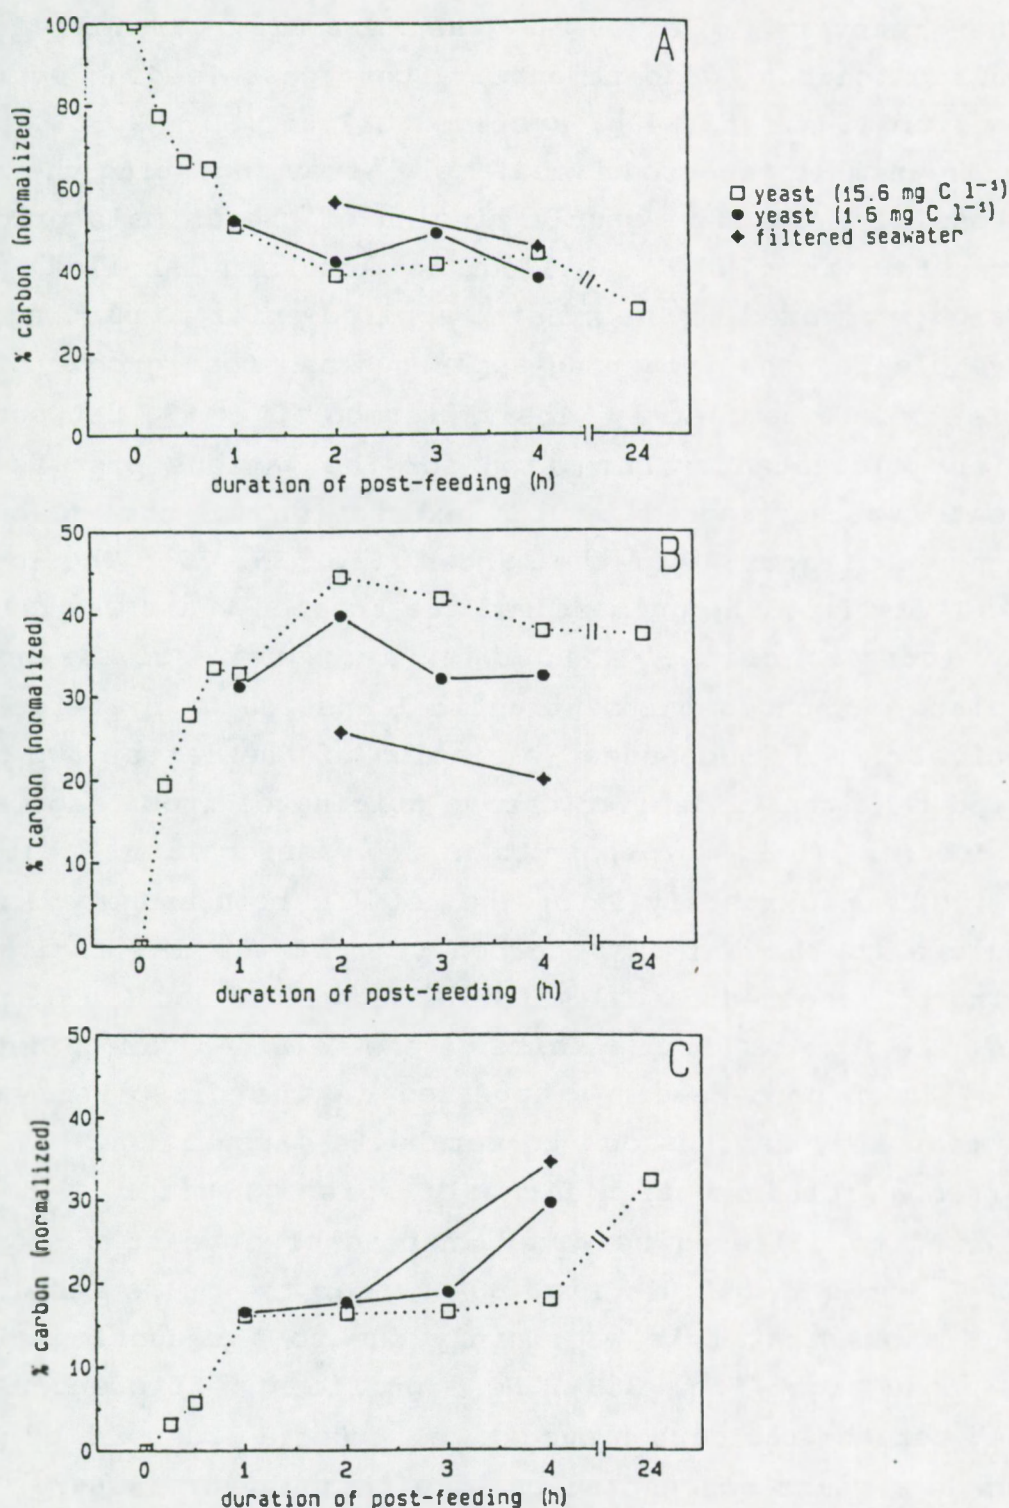 A
100
80
60
40
20
0
% carbon (normalized)
0 1 2 3 4 24
duration of post-feeding (h)
yeast (15.6 mg C l⁻¹)
yeast (1.6 mg C l⁻¹)
filtered seawater
B
50
40
30
20
10
0
% carbon (normalized)
0 1 2 3 4 24
duration of post-feeding (h)
C
50
40
30
20
10
0
% carbon (normalized)
0 1 2 3 4 24
duration of post-feeding (h)